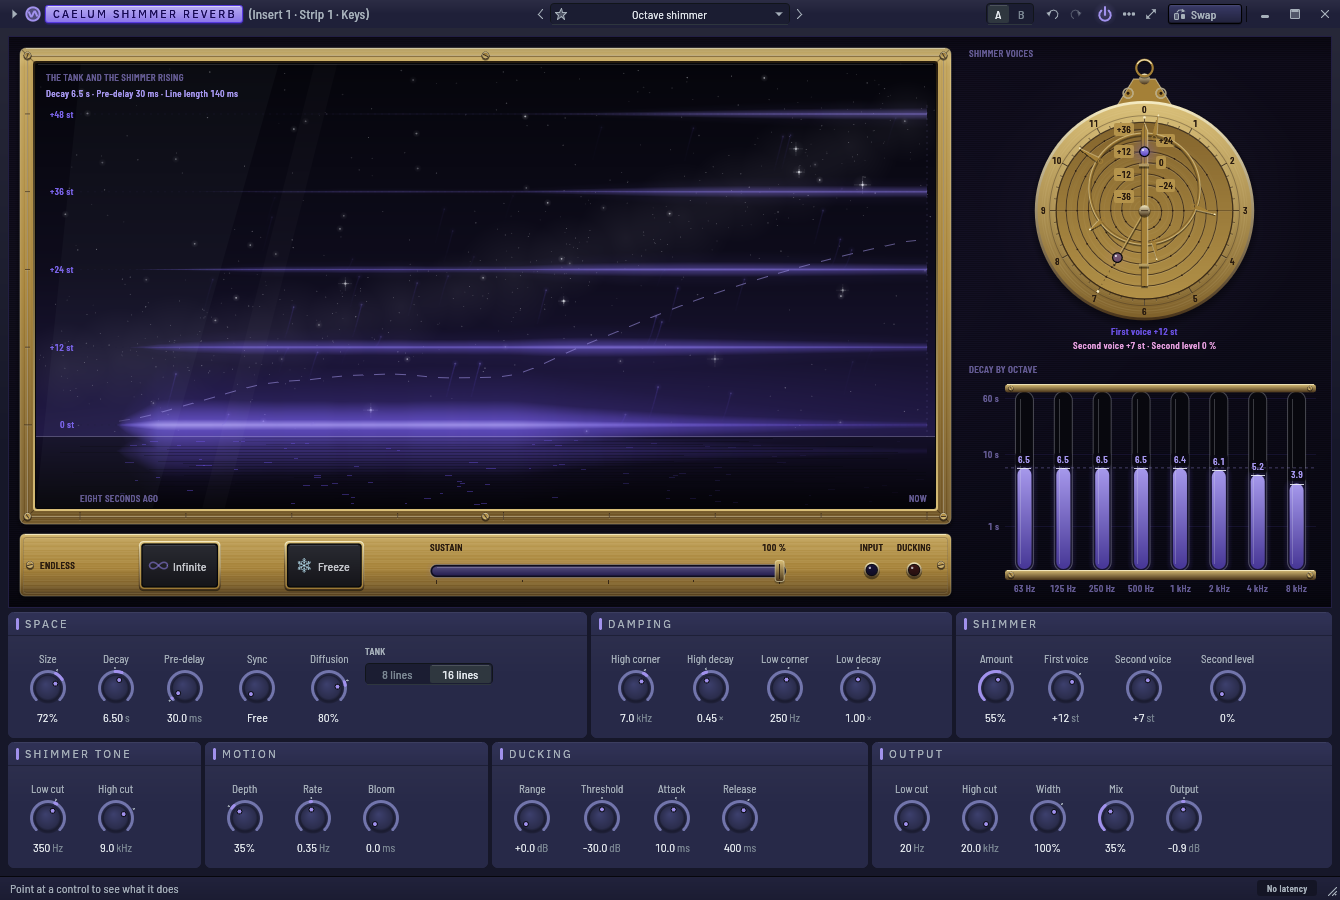 CAELUM SHIMMER REVERB (Insert 1 · Strip 1 · Keys)
Octave shimmer
A B
Swap
THE TANK AND THE SHIMMER RISING
Decay 6.5 s · Pre-delay 30 ms · Line length 140 ms
+48 st
+36 st
+24 st
+12 st
0 st
EIGHT SECONDS AGO
NOW
SHIMMER VOICES
0
1
2
3
4
5
6
7
8
9
10
11
+36
+24
+12
0
−12
−24
−36
First voice +12 st
Second voice +7 st · Second level 0 %
DECAY BY OCTAVE
60 s
10 s
1 s
6.5 6.5 6.5 6.5 6.4 6.1 5.2 3.9
63 Hz 125 Hz 250 Hz 500 Hz 1 kHz 2 kHz 4 kHz 8 kHz
ENDLESS
Infinite
Freeze
SUSTAIN
100 %
INPUT
DUCKING
SPACE
Size Decay Pre-delay Sync Diffusion
72% 6.50 s 30.0 ms Free 80%
TANK
8 lines 16 lines
DAMPING
High corner High decay Low corner Low decay
7.0 kHz 0.45 × 250 Hz 1.00 ×
SHIMMER
Amount First voice Second voice Second level
55% +12 st +7 st 0%
SHIMMER TONE
Low cut High cut
350 Hz 9.0 kHz
MOTION
Depth Rate Bloom
35% 0.35 Hz 0.0 ms
DUCKING
Range Threshold Attack Release
+0.0 dB -30.0 dB 10.0 ms 400 ms
OUTPUT
Low cut High cut Width Mix Output
20 Hz 20.0 kHz 100% 35% -0.9 dB
Point at a control to see what it does
No latency